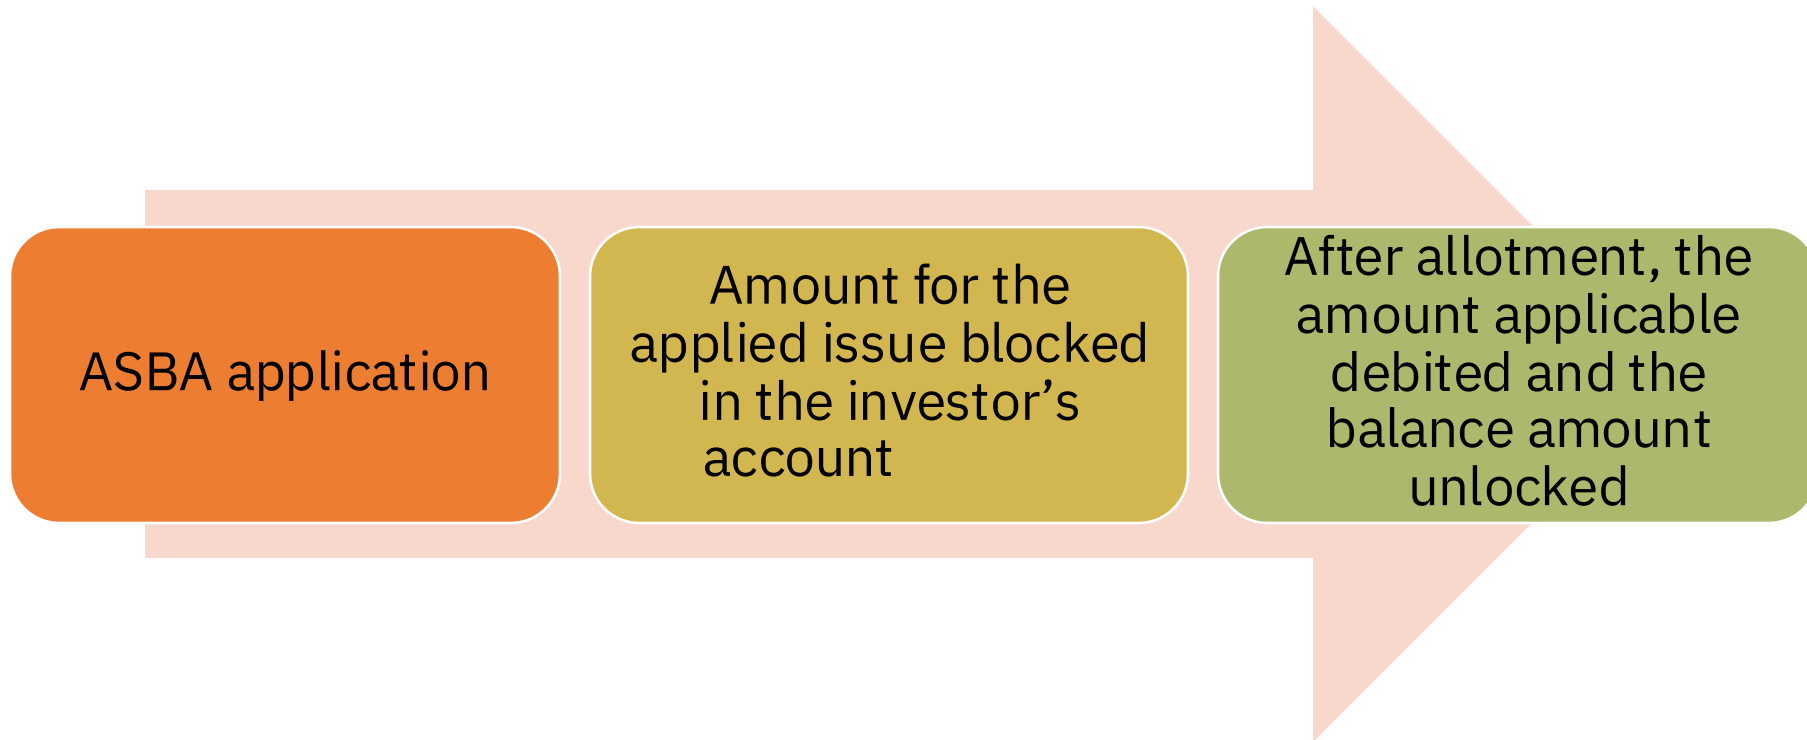 ASBA application
Amount for the
applied issue blocked
in the investor’s
account
After allotment, the
amount applicable
debited and the
balance amount
unlocked